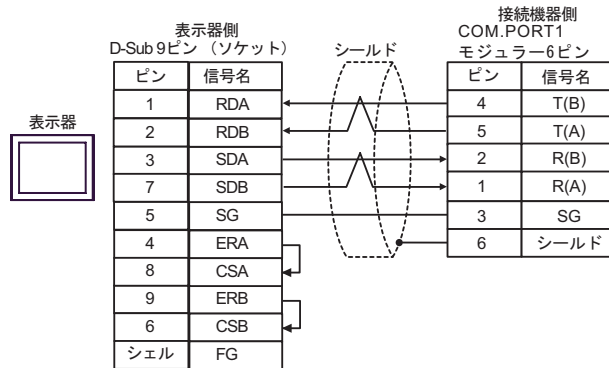 表示器側
D-Sub 9ピン （ソケット）
シールド
接続機器側
COM.PORT1
モジュラー6ピン
表示器
ピン 信号名
1 RDA
2 RDB
3 SDA
7 SDB
5 SG
4 ERA
8 CSA
9 ERB
6 CSB
シェル FG
ピン 信号名
4 T(B)
5 T(A)
2 R(B)
1 R(A)
3 SG
6 シールド